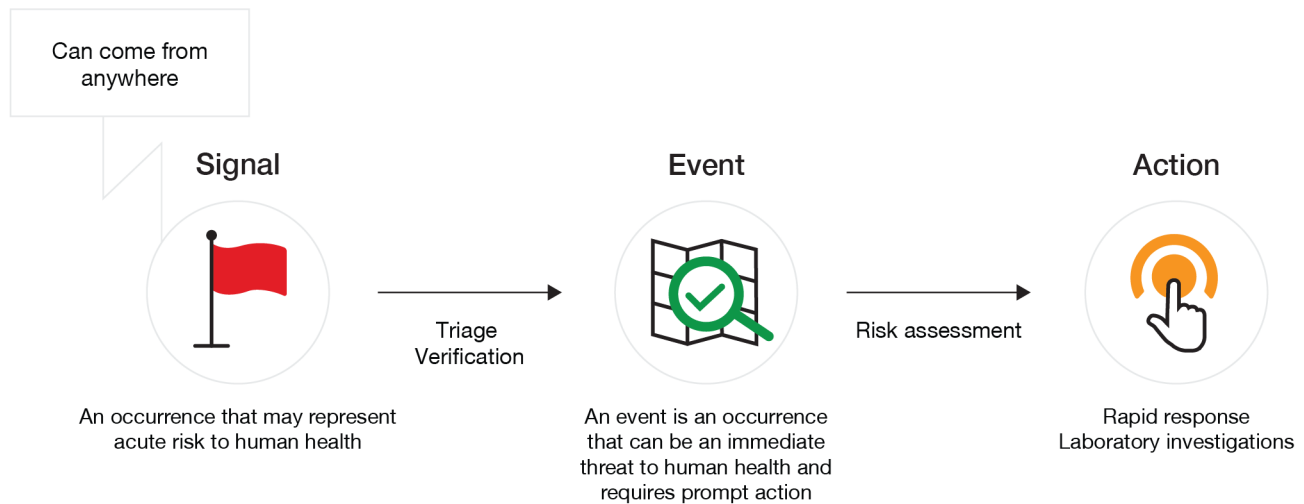 Can come from
anywhere
Signal
Event
Action
Triage
Verification
Risk assessment
An occurrence that may represent
acute risk to human health
An event is an occurrence
that can be an immediate
threat to human health and
requires prompt action
Rapid response
Laboratory investigations